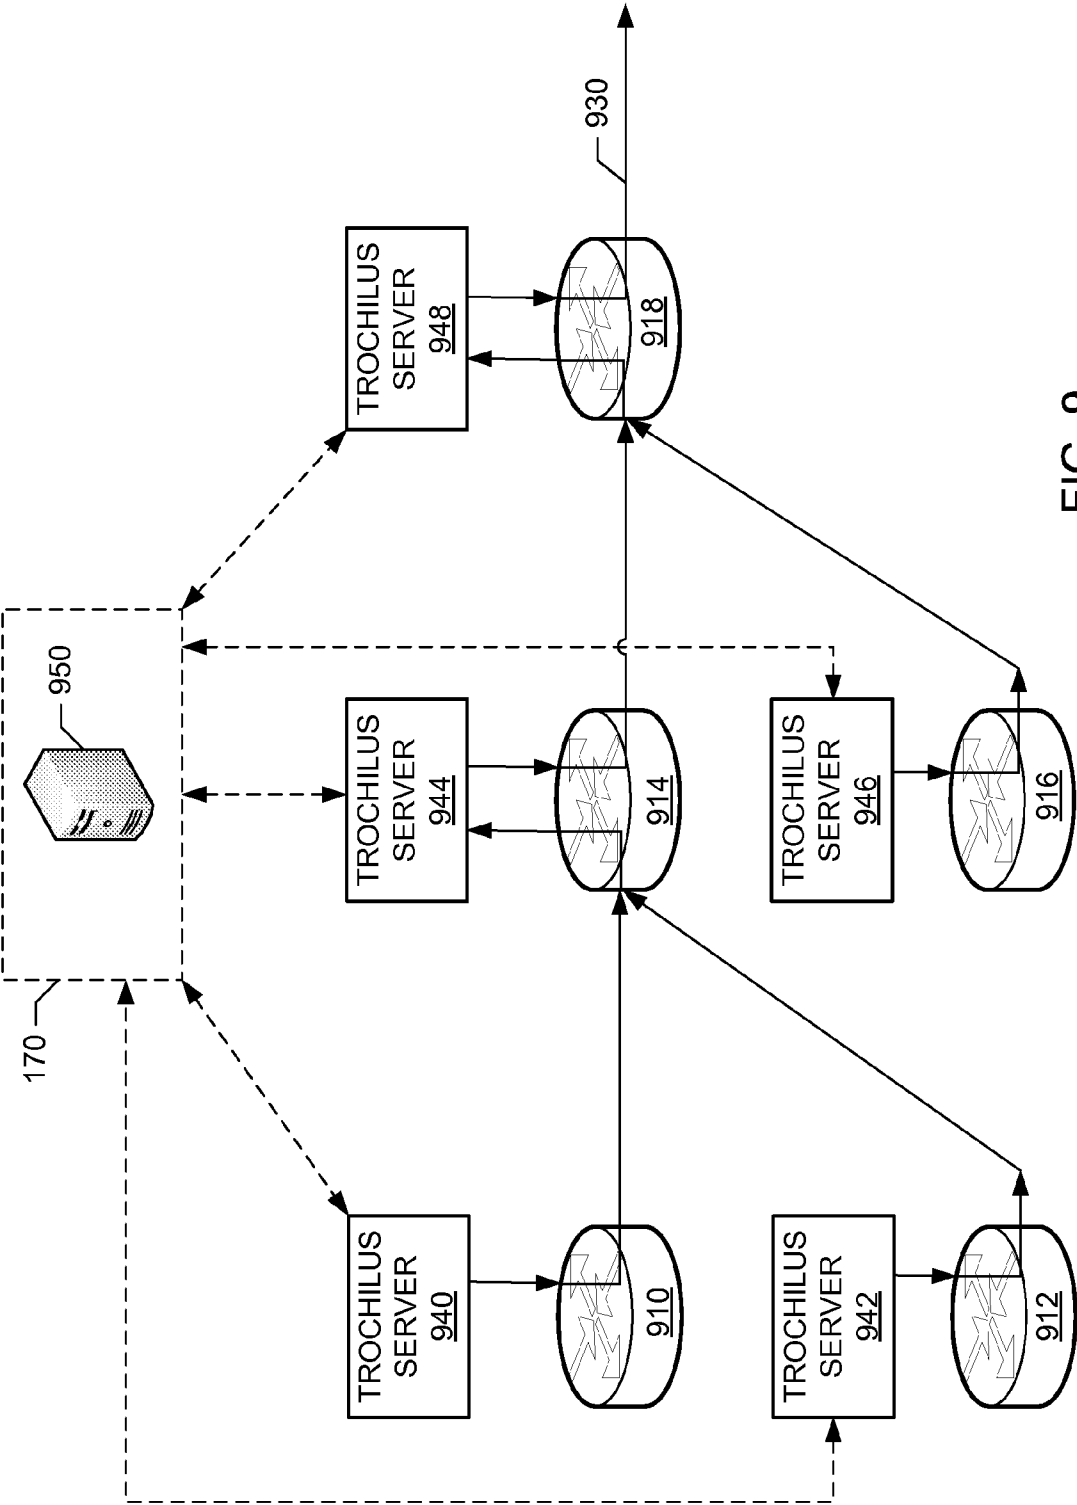 170
950
TROCHILUS
SERVER
940
TROCHILUS
SERVER
944
TROCHILUS
SERVER
948
930
910
914
918
TROCHILUS
SERVER
942
TROCHILUS
SERVER
946
912
916
FIG.